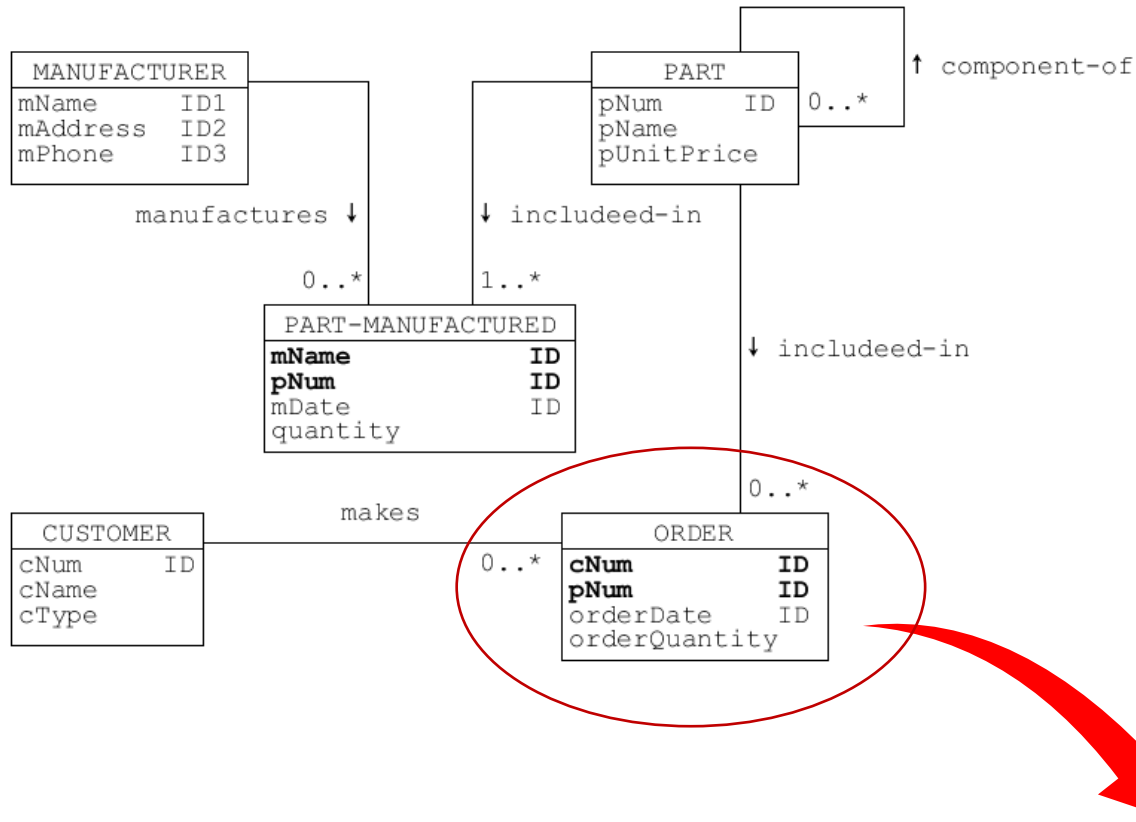 MANUFACTURER
mName ID1
mAddress ID2
mPhone ID3
PART
pNum ID
pName
pUnitPrice
0..*
↑ component-of
manufactures ↓
↓ includeed-in
0..*
1..*
PART-MANUFACTURED
mName ID
pNum ID
mDate ID
quantity
↓ includeed-in
0..*
CUSTOMER
cNum ID
cName
cType
makes
0..*
ORDER
cNum ID
pNum ID
orderDate ID
orderQuantity